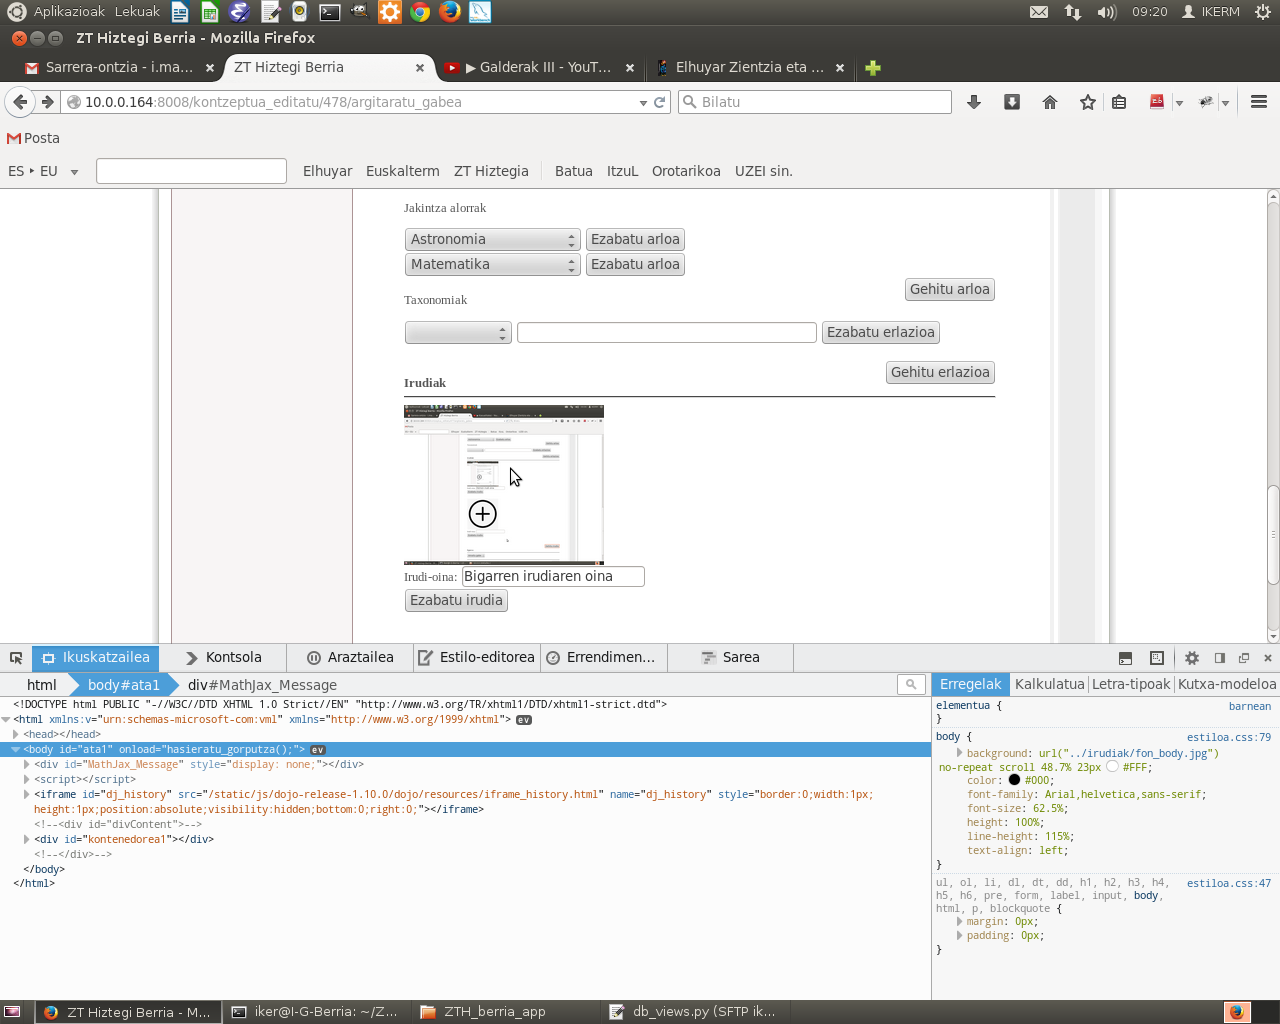 Aplikazioak Lekuak 09:20 IKERM
ZT Hiztegi Berria - Mozilla Firefox
Sarrera-ontzia - i.ma... ZT Hiztegi Berria ▶ Galderak III - YouT... Elhuyar Zientzia eta ...
10.0.0.164:8008/kontzeptua_editatu/478/argitaratu_gabea Bilatu
Posta
ES ▸ EU Elhuyar Euskalterm ZT Hiztegia Batua ItzuL Orotarikoa UZEI sin.
Jakintza alorrak
Astronomia Ezabatu arloa
Matematika Ezabatu arloa
Gehitu arloa
Taxonomiak
Ezabatu erlazioa
Gehitu erlazioa
Irudiak
Irudi-oina: Bigarren irudiaren oina
Ezabatu irudia
Ikuskatzailea Kontsola Araztailea Estilo-editorea Errendimen... Sarea
html body#ata1 div#MathJax_Message
Erregelak Kalkulatua Letra-tipoak Kutxa-modeloa
<!DOCTYPE html PUBLIC "-//W3C//DTD XHTML 1.0 Strict//EN" "http://www.w3.org/TR/xhtml1/DTD/xhtml1-strict.dtd">
<html xmlns:v="urn:schemas-microsoft-com:vml" xmlns="http://www.w3.org/1999/xhtml"> ev
<head></head>
<body id="ata1" onload="hasieratu_gorputza();"> ev
<div id="MathJax_Message" style="display: none;"></div>
<script></script>
<iframe id="dj_history" src="/static/js/dojo-release-1.10.0/dojo/resources/iframe_history.html" name="dj_history" style="border:0;width:1px;
height:1px;position:absolute;visibility:hidden;bottom:0;right:0;"></iframe>
<!--<div id="divContent">-->
<div id="kontenedorea1"></div>
<!--</div>-->
</body>
</html>
elementua { barnean
}
body { estiloa.css:79
background: url("../irudiak/fon_body.jpg")
no-repeat scroll 48.7% 23px #FFF;
color: #000;
font-family: Arial,helvetica,sans-serif;
font-size: 62.5%;
height: 100%;
line-height: 115%;
text-align: left;
}
ul, ol, li, dl, dt, dd, h1, h2, h3, h4, estiloa.css:47
h5, h6, pre, form, label, input, body,
html, p, blockquote {
margin: 0px;
padding: 0px;
}
ZT Hiztegi Berria - M... iker@I-G-Berria: ~/Z... ZTH_berria_app db_views.py (SFTP ik...